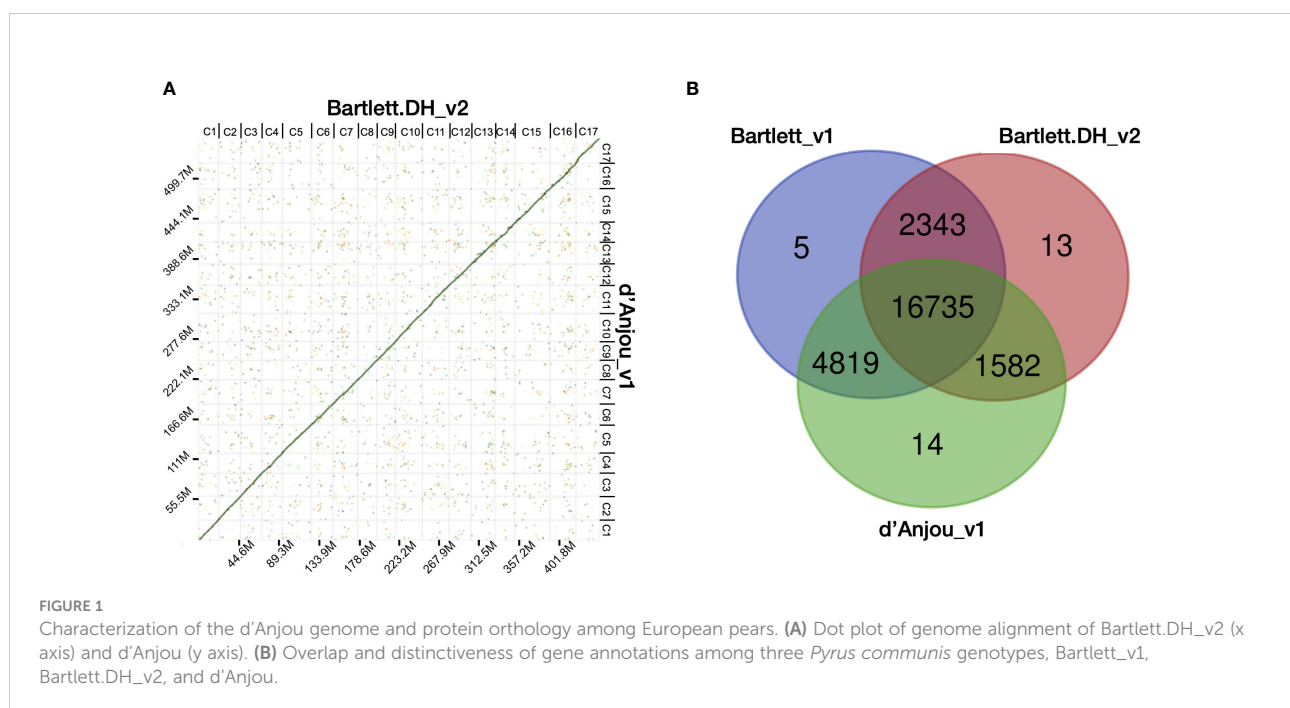 A
Bartlett.DH_v2
C1 C2 C3 C4 C5 C6 C7 C8 C9 C10 C11 C12 C13 C14 C15 C16 C17
499.7M
444.1M
388.6M
333.1M
277.6M
222.1M
166.6M
111M
55.5M
C17
C16
C15
C14
C13
C12
C11
C10
C9
C8
C7
C6
C5
C4
C3
C2
C1
d'Anjou_v1
44.6M 89.3M 133.9M 178.6M 223.2M 267.9M 312.5M 357.2M 401.8M
B
Bartlett_v1
Bartlett.DH_v2
2343
5
13
16735
4819
1582
14
d'Anjou_v1
FIGURE 1
Characterization of the d'Anjou genome and protein orthology among European pears. (A) Dot plot of genome alignment of Bartlett.DH_v2 (x
axis) and d'Anjou (y axis). (B) Overlap and distinctiveness of gene annotations among three Pyrus communis genotypes, Bartlett_v1,
Bartlett.DH_v2, and d'Anjou.